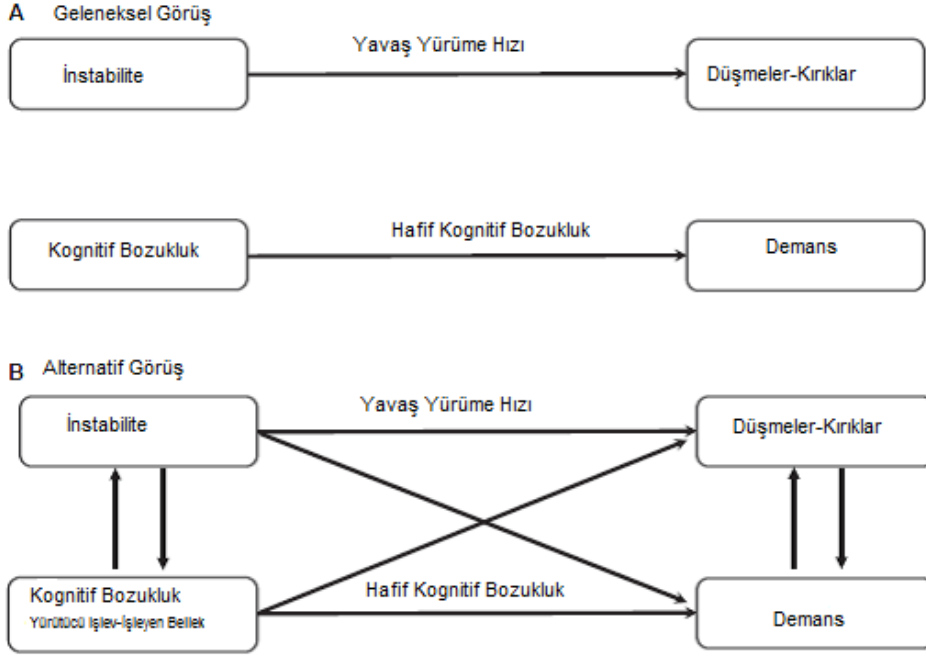 A Geleneksel Görüş
Yavaş Yürüme Hızı
İnstabilite
Düşmeler-Kırıklar
Hafif Kognitif Bozukluk
Kognitif Bozukluk
Demans
B Alternatif Görüş
Yavaş Yürüme Hızı
İnstabilite
Düşmeler-Kırıklar
Hafif Kognitif Bozukluk
Kognitif Bozukluk
Yürütücü İşlev-İşleyen Bellek
Demans